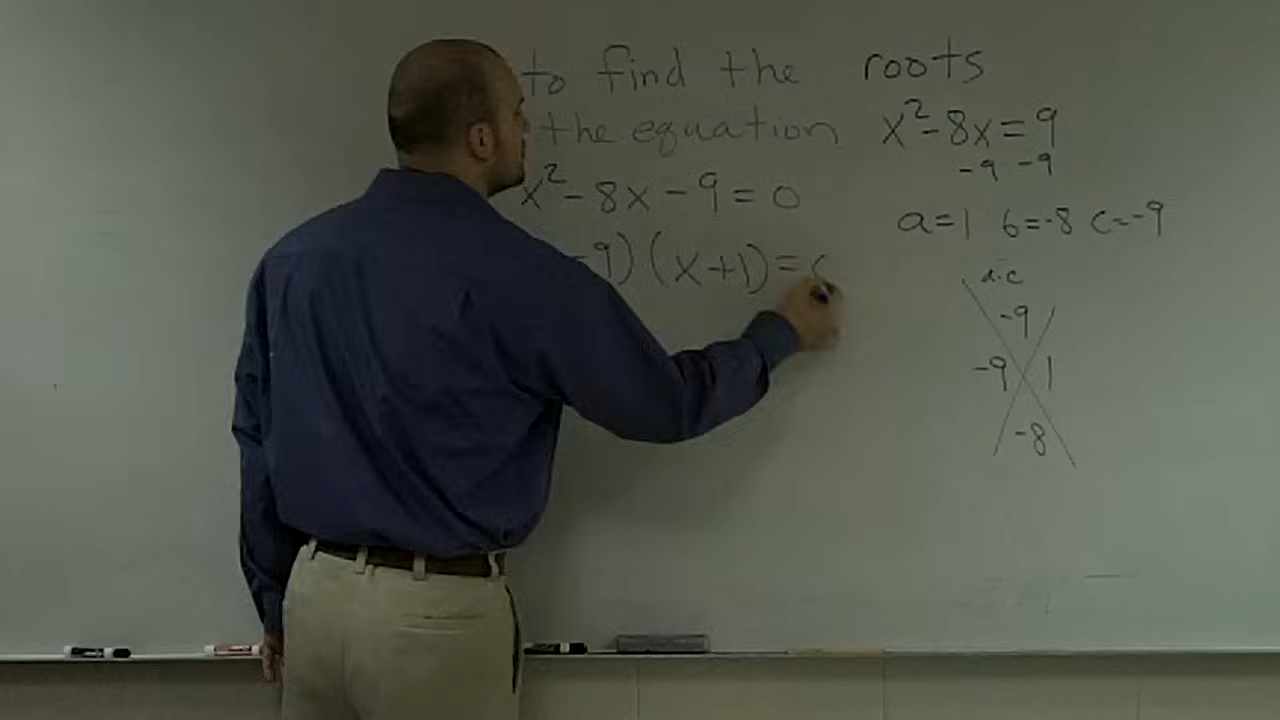 to find the roots
the equation x² - 8x = 9
-9 -9
x² - 8x - 9 = 0
a = 1 b = -8 c = -9
-9) (x + 1) =
a·c
-9
-9 1
-8